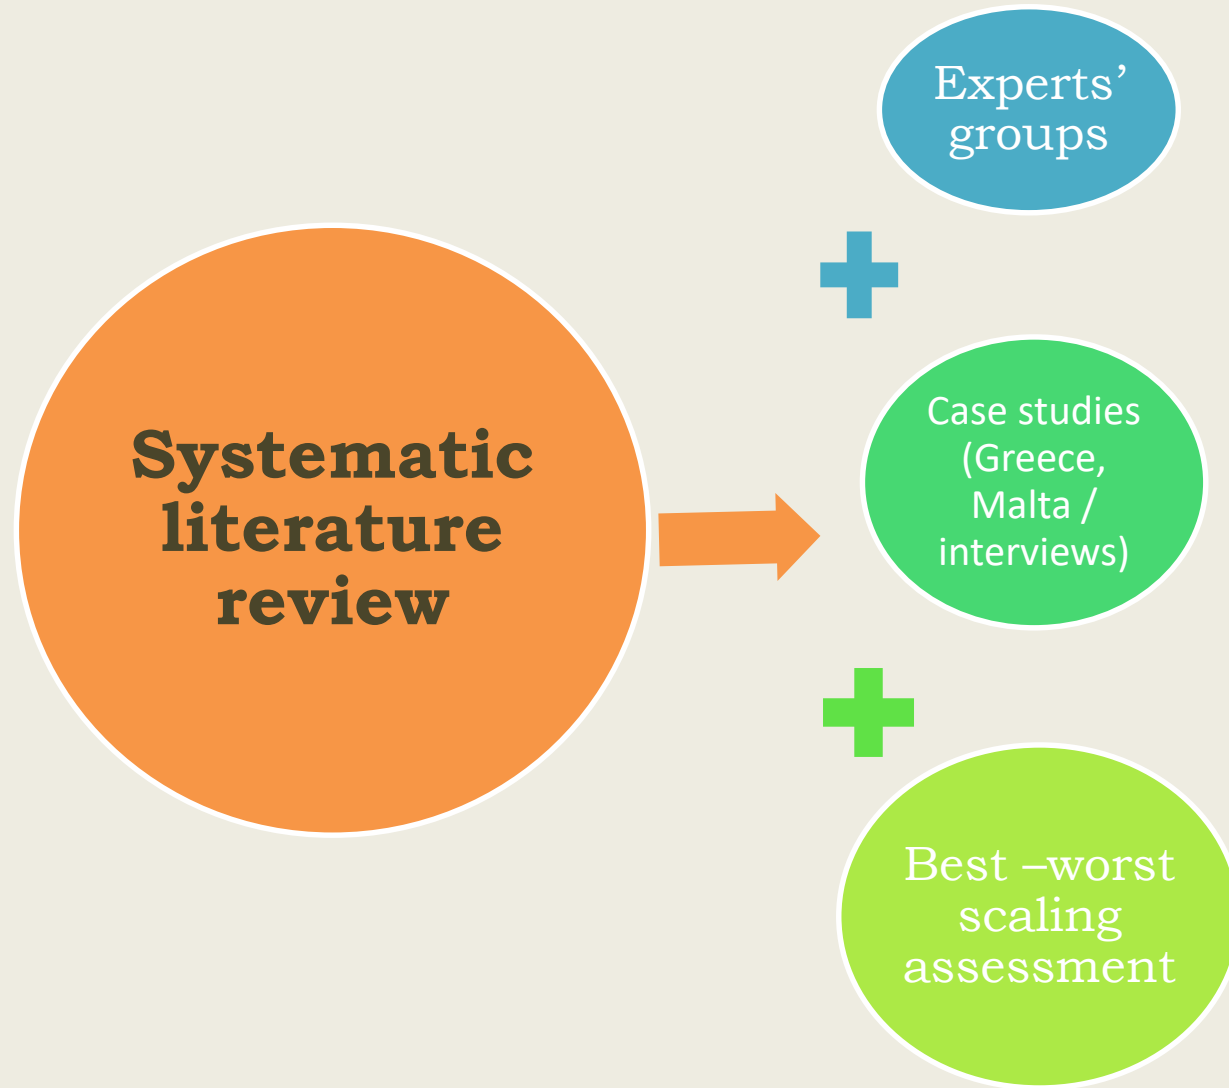 Experts’
groups
Case studies
(Greece,
Malta /
interviews)
Systematic
literature
review
Best –worst
scaling
assessment